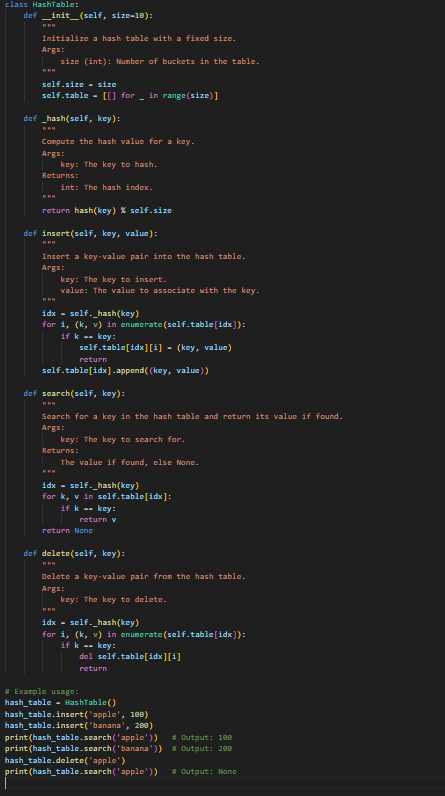 class HashTable:
    def __init__(self, size=10):
        """
        Initialize a hash table with a fixed size.
        Args:
            size (int): Number of buckets in the table.
        """
        self.size = size
        self.table = [[] for _ in range(size)]

    def _hash(self, key):
        """
        Compute the hash value for a key.
        Args:
            key: The key to hash.
        Returns:
            int: The hash index.
        """
        return hash(key) % self.size

    def insert(self, key, value):
        """
        Insert a key-value pair into the hash table.
        Args:
            key: The key to insert.
            value: The value to associate with the key.
        """
        idx = self._hash(key)
        for i, (k, v) in enumerate(self.table[idx]):
            if k == key:
                self.table[idx][i] = (key, value)
                return
        self.table[idx].append((key, value))

    def search(self, key):
        """
        Search for a key in the hash table and return its value if found.
        Args:
            key: The key to search for.
        Returns:
            The value if found, else None.
        """
        idx = self._hash(key)
        for k, v in self.table[idx]:
            if k == key:
                return v
        return None

    def delete(self, key):
        """
        Delete a key-value pair from the hash table.
        Args:
            key: The key to delete.
        """
        idx = self._hash(key)
        for i, (k, v) in enumerate(self.table[idx]):
            if k == key:
                del self.table[idx][i]
                return

# Example usage:
hash_table = HashTable()
hash_table.insert('apple', 100)
hash_table.insert('banana', 200)
print(hash_table.search('apple'))   # Output: 100
print(hash_table.search('banana'))  # Output: 200
hash_table.delete('apple')
print(hash_table.search('apple'))   # Output: None